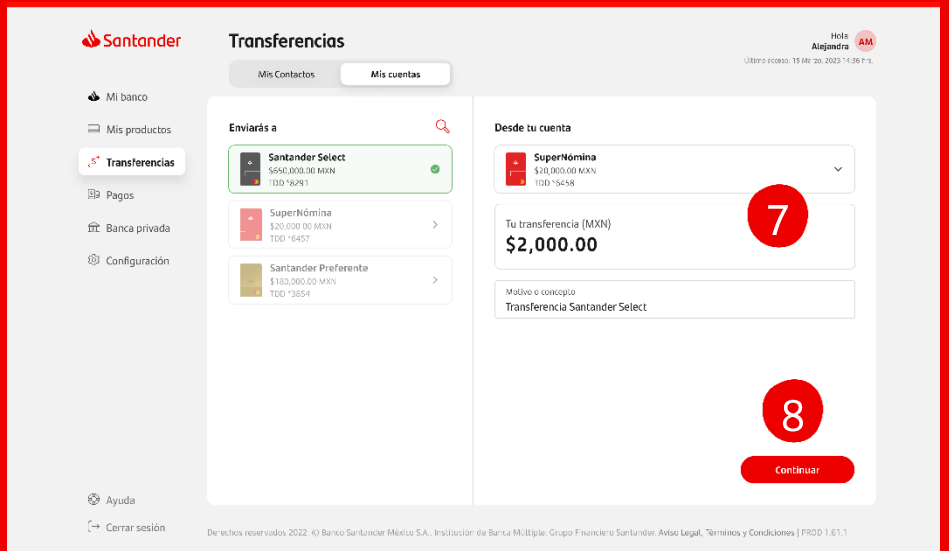 Santander
Transferencias
Hola
Alejandra
AM
Último acceso: 15 Marzo, 2023 14:36 hrs.
Mis Contactos
Mis cuentas
Mi banco
Mis productos
Transferencias
Pagos
Banca privada
Configuración
Ayuda
Cerrar sesión
Enviarás a
Santander Select
$650,000.00 MXN
TDD *8291
SuperNómina
$20,000.00 MXN
TDD *6457
Santander Preferente
$180,000.00 MXN
TDD *3854
Desde tu cuenta
SuperNómina
$20,000.00 MXN
TDD *5458
7
Tu transferencia (MXN)
$2,000.00
Motivo o concepto
Transferencia Santander Select
8
Continuar
Derechos reservados 2022. © Banco Santander México S.A., Institución de Banca Múltiple, Grupo Financiero Santander. Aviso Legal, Términos y Condiciones | PROD 1.61.1